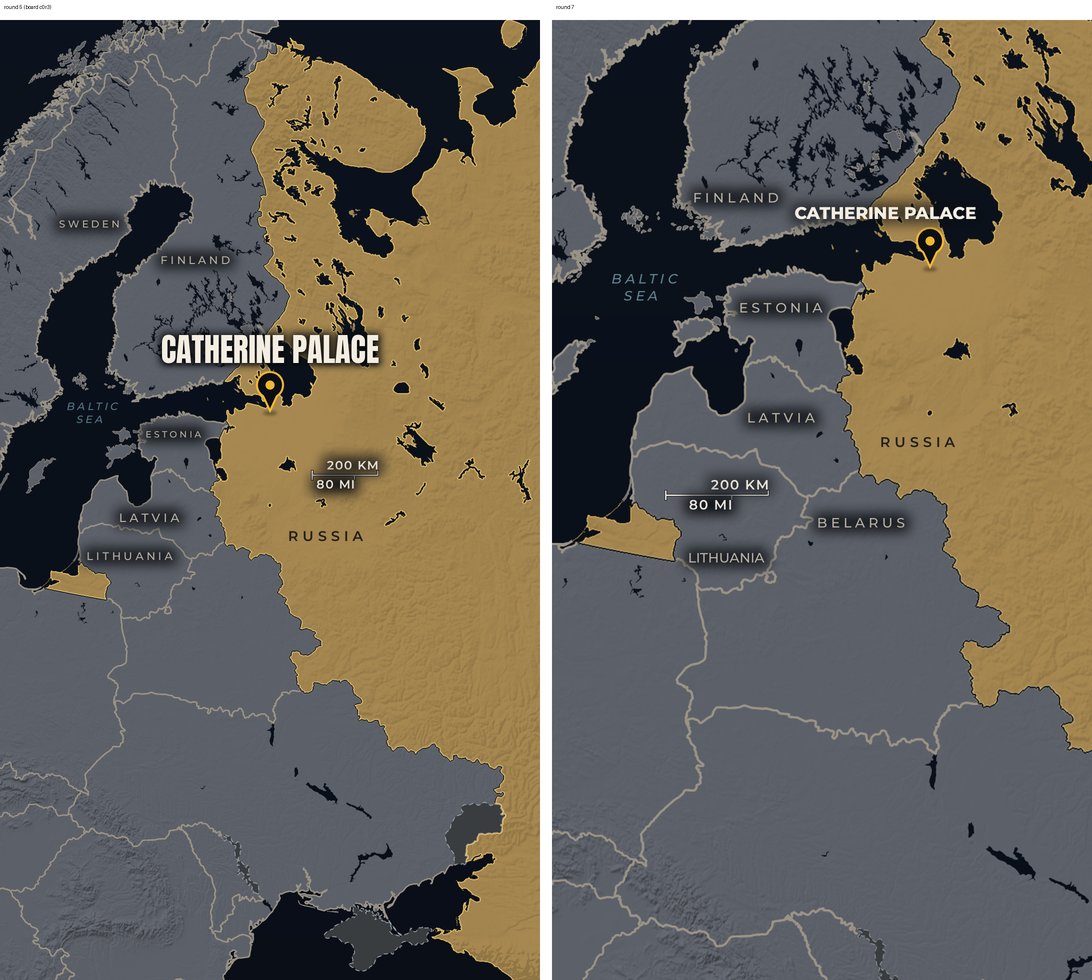 round 5 (board c0r3)
SWEDEN
FINLAND
CATHERINE PALACE
BALTIC
SEA
ESTONIA
200 KM
80 MI
LATVIA
RUSSIA
LITHUANIA
round 7
FINLAND
CATHERINE PALACE
BALTIC
SEA
ESTONIA
LATVIA
RUSSIA
200 KM
80 MI
BELARUS
LITHUANIA